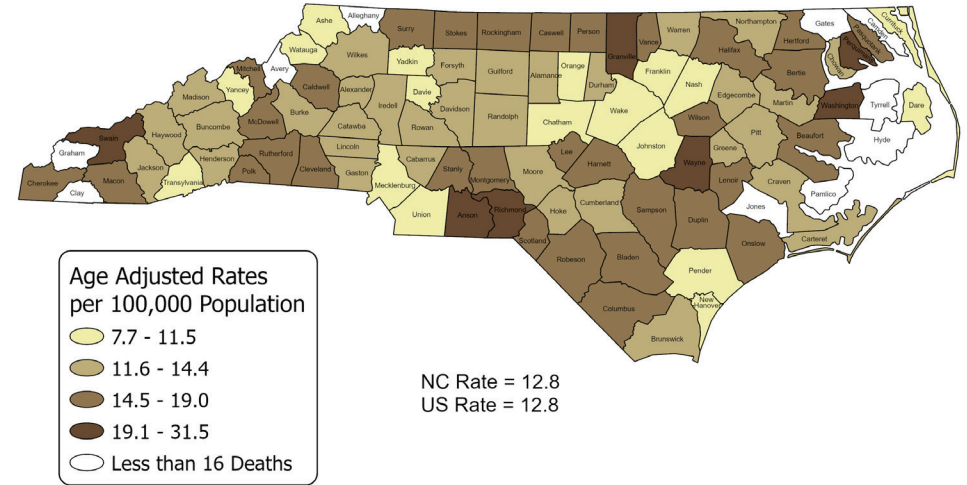 Ashe
Alleghany
Surry
Stokes
Rockingham
Caswell
Person
Granville
Vance
Warren
Northampton
Gates
Camden
Currituck
Pasquotank
Perquimans
Chowan
Hertford
Halifax
Bertie
Watauga
Wilkes
Yadkin
Forsyth
Guilford
Alamance
Orange
Durham
Franklin
Nash
Edgecombe
Martin
Washington
Tyrrell
Dare
Mitchell
Avery
Caldwell
Alexander
Iredell
Davie
Davidson
Randolph
Chatham
Wake
Wilson
Pitt
Beaufort
Hyde
Madison
Yancey
McDowell
Burke
Catawba
Rowan
Johnston
Greene
Swain
Haywood
Buncombe
Lincoln
Cabarrus
Stanly
Montgomery
Moore
Lee
Harnett
Wayne
Lenoir
Craven
Pamlico
Graham
Jackson
Henderson
Rutherford
Cleveland
Gaston
Cherokee
Clay
Macon
Transylvania
Polk
Mecklenburg
Union
Anson
Richmond
Hoke
Cumberland
Sampson
Duplin
Jones
Onslow
Carteret
Scotland
Robeson
Bladen
Pender
New
Hanover
Columbus
Brunswick
Age Adjusted Rates
per 100,000 Population
7.7 - 11.5
11.6 - 14.4
14.5 - 19.0
19.1 - 31.5
Less than 16 Deaths
NC Rate = 12.8
US Rate = 12.8